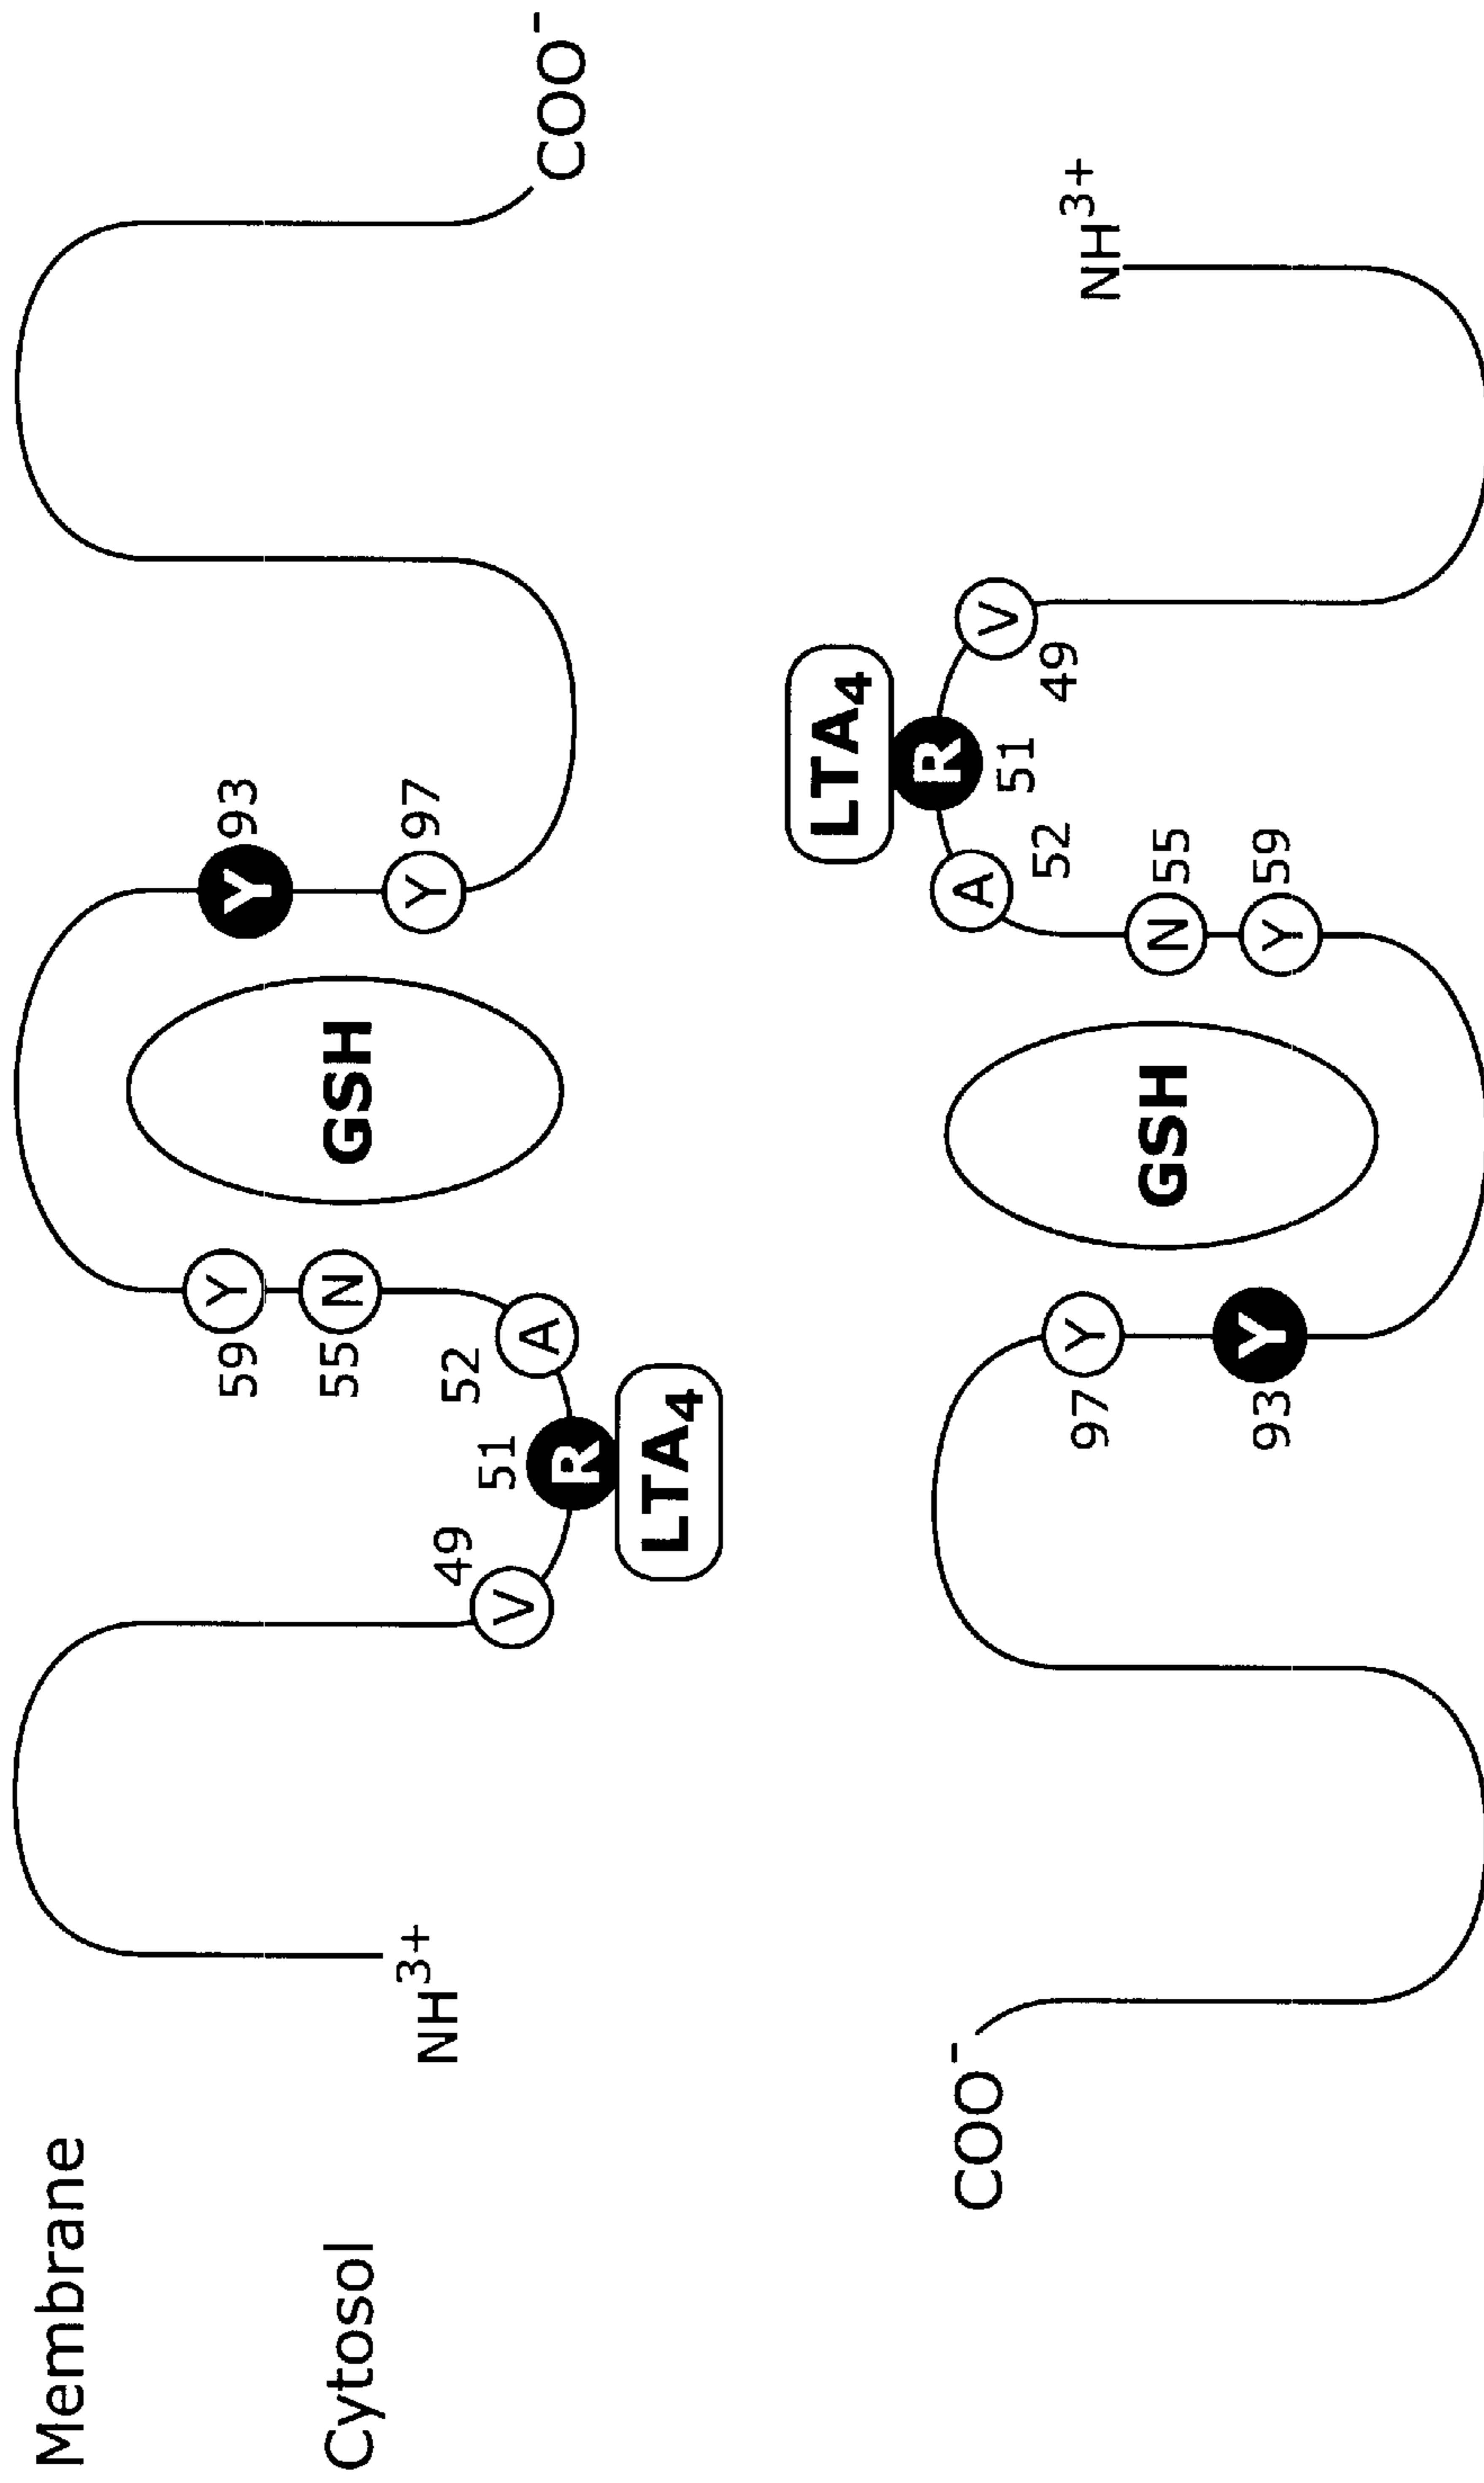 Membrane
59 Y Y 93
Cytosol
55 N GSH
NH³⁺
Y 97
49 51 52
V R A
COO⁻
LTA₄
LTA₄
COO⁻
A R V
52 51 49
NH³⁺
97 Y
GSH N 55
93 Y Y 59